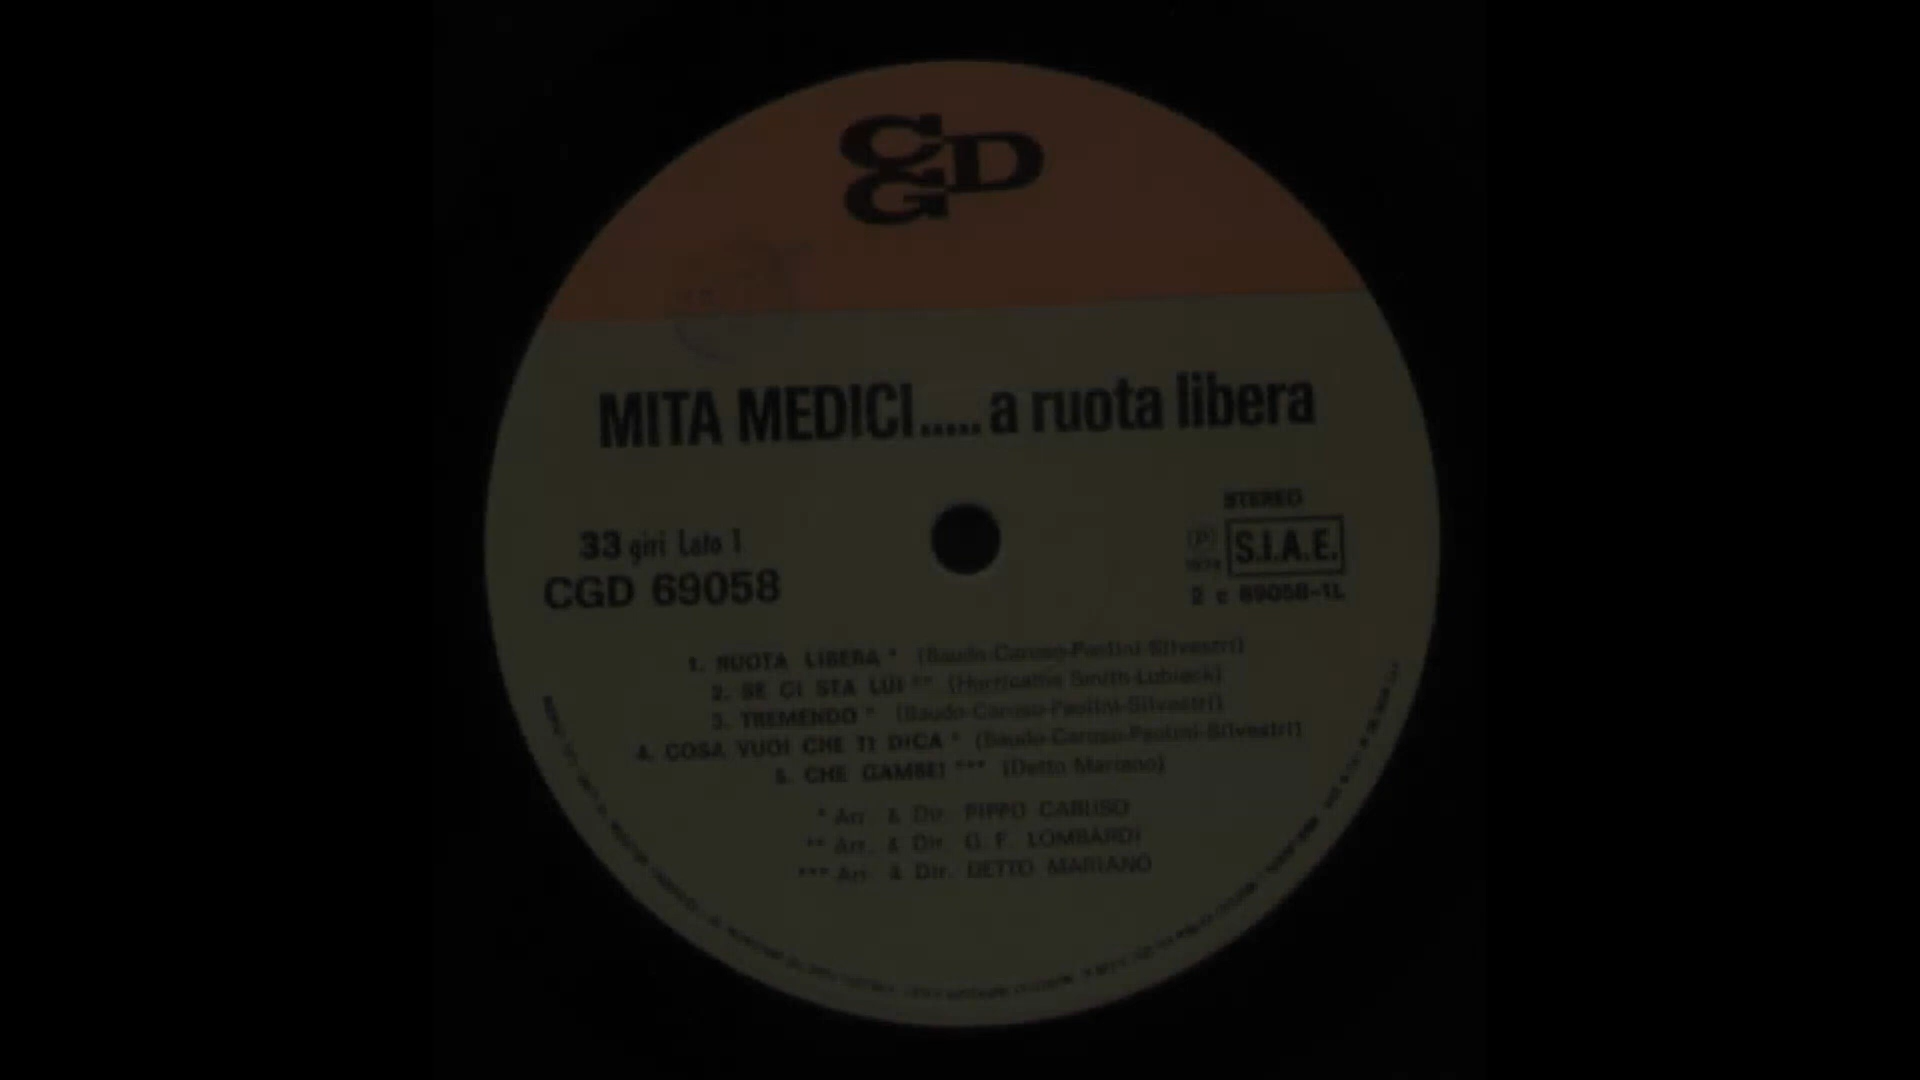 CGD
MITA MEDICI..... a ruota libera
STEREO
33 giri Lato 1
CGD 69058
(P)
S.I.A.E.
2 c 69058-1L
1. RUOTA LIBERA * (Baudo-Caruso-Paolini-Silvestri)
2. SE CI STA LUI ** (Hurricame Smith-Lubiack)
3. TREMENDO * (Baudo-Caruso-Paolini-Silvestri)
4. COSA VUOI CHE TI DICA * (Baudo-Caruso-Paolini-Silvestri)
5. CHE GAMBE! *** (Detto Mariano)
* Arr. & Dir. PIPPO CARUSO
** Arr. & Dir. G. F. LOMBARDI
*** Arr. & Dir. DETTO MARIANO